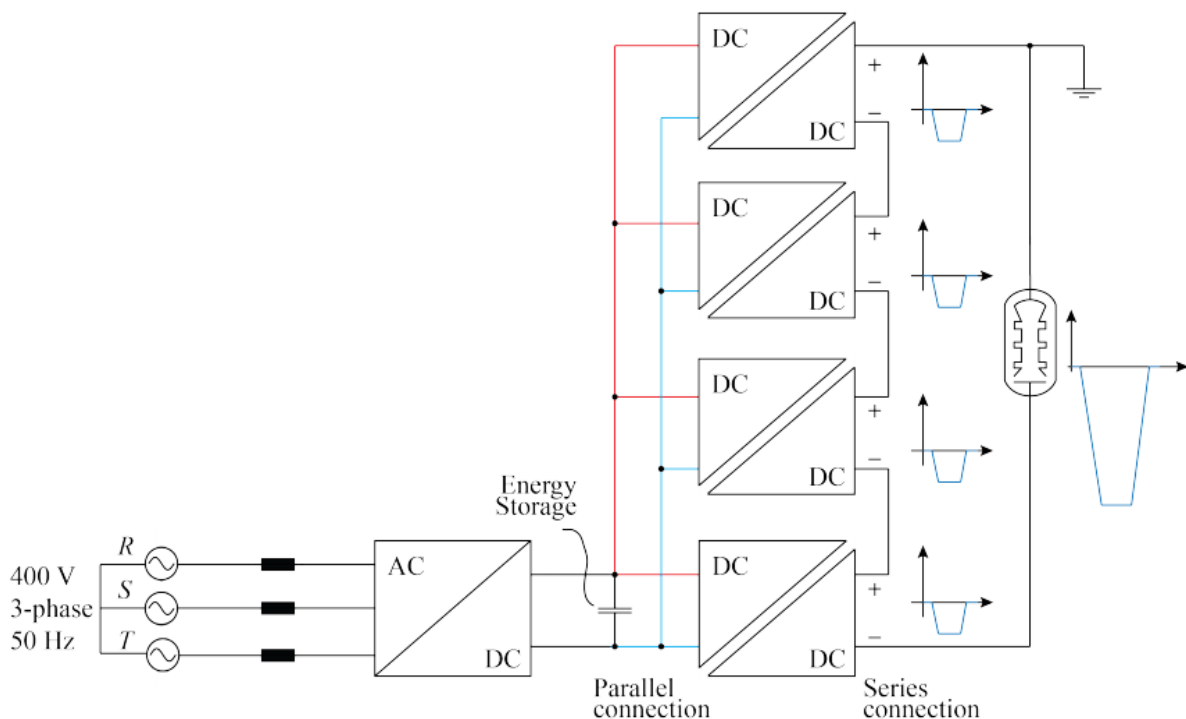 DC
DC
+
−
DC
DC
+
−
DC
DC
+
−
Energy
Storage
400 V
3-phase
50 Hz
R
S
T
AC
DC
DC
DC
+
−
Parallel
connection
Series
connection